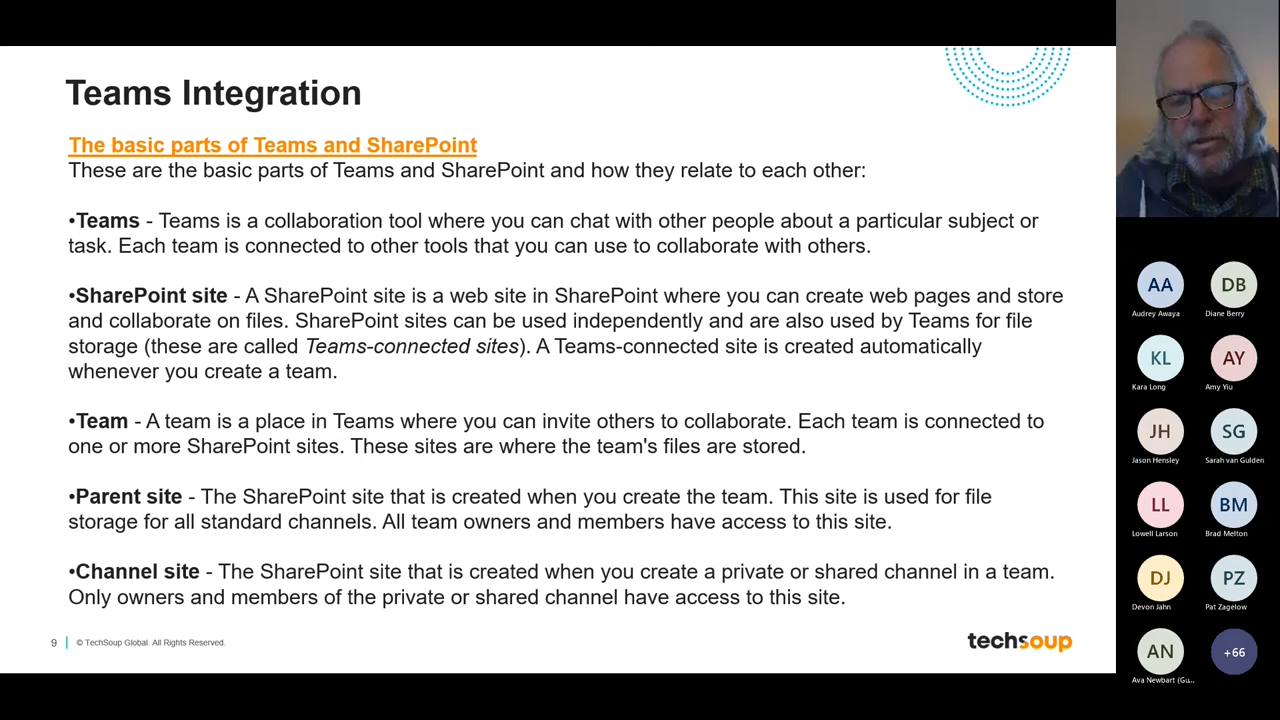 Teams Integration
The basic parts of Teams and SharePoint
These are the basic parts of Teams and SharePoint and how they relate to each other:
•Teams - Teams is a collaboration tool where you can chat with other people about a particular subject or
task. Each team is connected to other tools that you can use to collaborate with others.
•SharePoint site - A SharePoint site is a web site in SharePoint where you can create web pages and store
and collaborate on files. SharePoint sites can be used independently and are also used by Teams for file
storage (these are called Teams-connected sites). A Teams-connected site is created automatically
whenever you create a team.
•Team - A team is a place in Teams where you can invite others to collaborate. Each team is connected to
one or more SharePoint sites. These sites are where the team's files are stored.
•Parent site - The SharePoint site that is created when you create the team. This site is used for file
storage for all standard channels. All team owners and members have access to this site.
•Channel site - The SharePoint site that is created when you create a private or shared channel in a team.
Only owners and members of the private or shared channel have access to this site.
9 | © TechSoup Global. All Rights Reserved.
techsoup
AA DB
Audrey Awaya Diane Berry
KL AY
Kara Long Amy Yiu
JH SG
Jason Hensley Sarah van Gulden
LL BM
Lowell Larson Brad Melton
DJ PZ
Devon Jahn Pat Zagelow
AN +66
Ava Newbart (Gu...